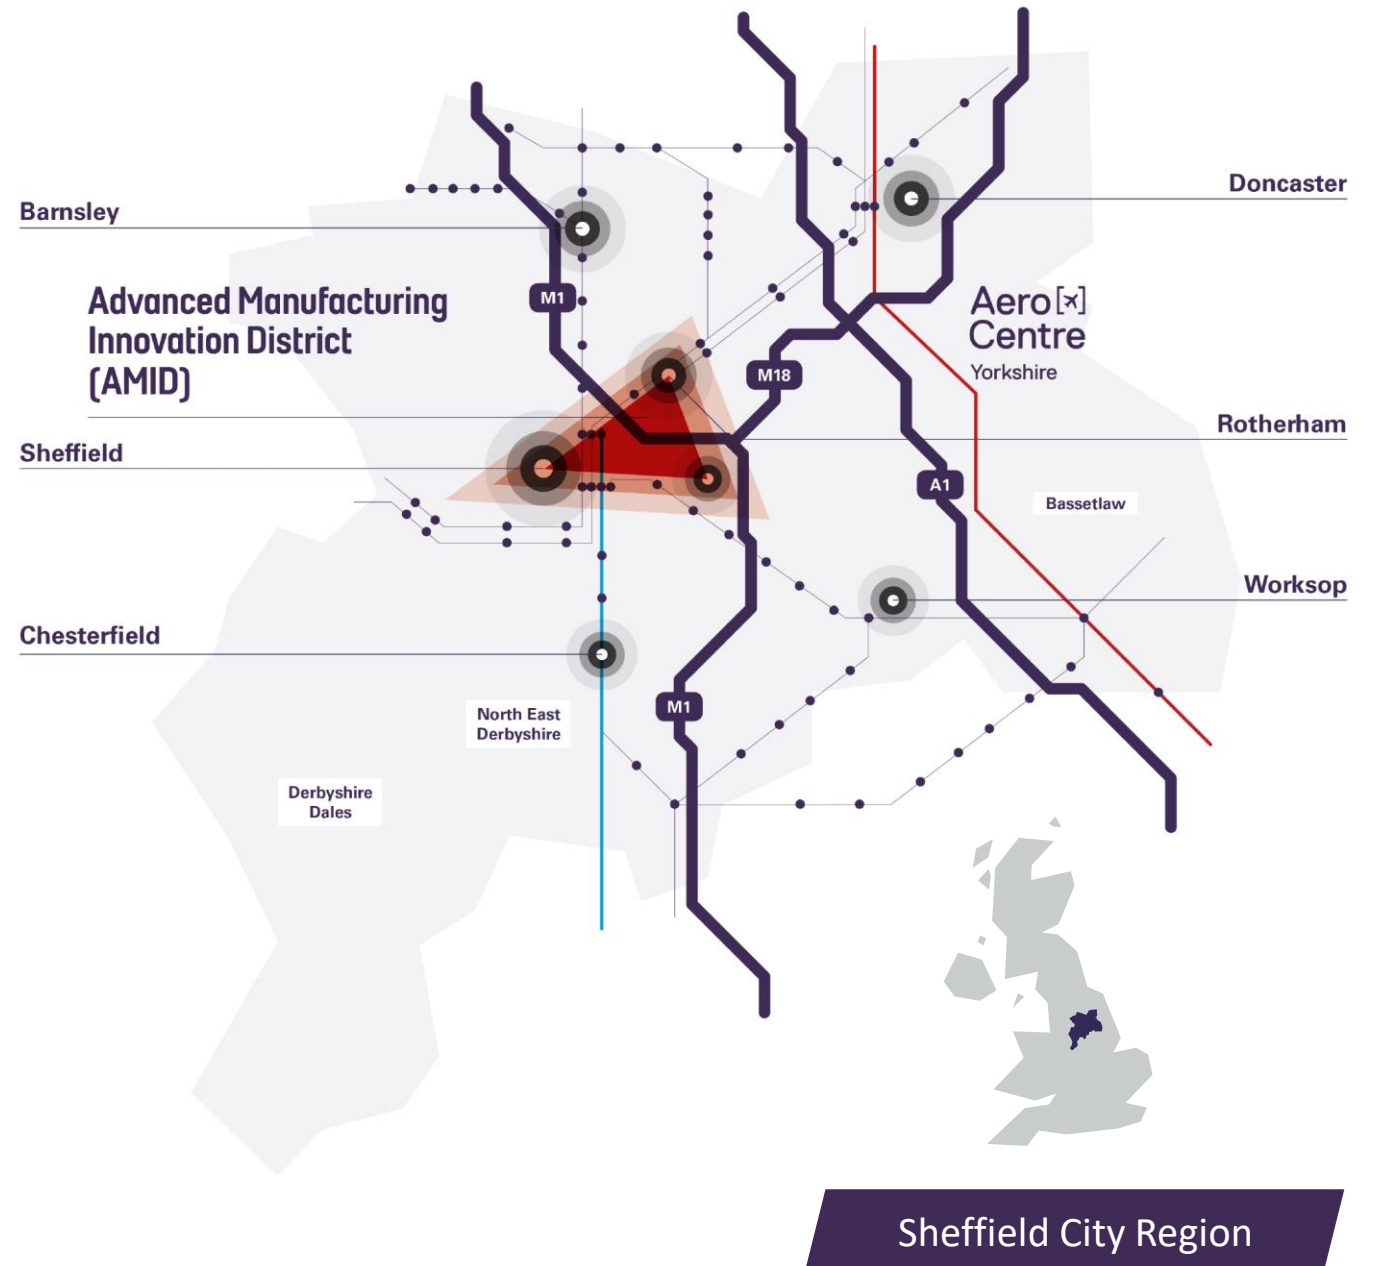 Doncaster
Barnsley
Advanced Manufacturing
Innovation District
(AMID)
M1
Aero
Centre
Yorkshire
M18
Rotherham
Sheffield
A1
Bassetlaw
Worksop
Chesterfield
M1
North East
Derbyshire
Derbyshire
Dales
Sheffield City Region